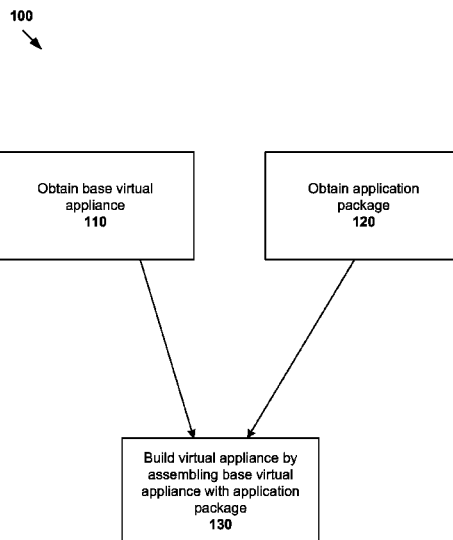 100
Obtain base virtual
appliance
110
Obtain application
package
120
Build virtual appliance by
assembling base virtual
appliance with application
package
130